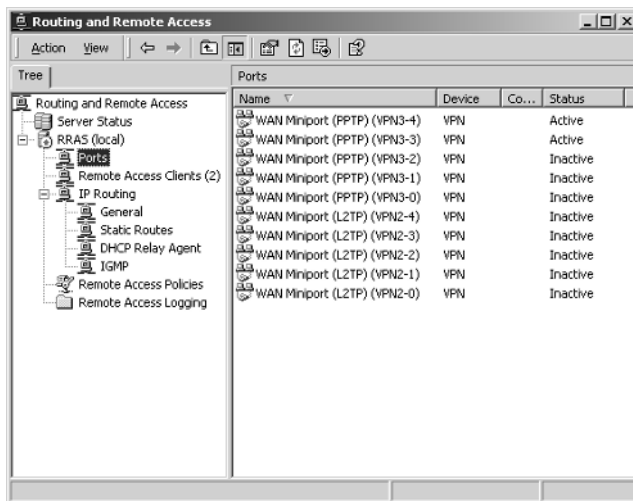 Routing and Remote Access
Action View
Tree
Ports
Routing and Remote Access
Server Status
RRAS (local)
Ports
Remote Access Clients (2)
IP Routing
General
Static Routes
DHCP Relay Agent
IGMP
Remote Access Policies
Remote Access Logging
Name Device Co... Status
WAN Miniport (PPTP) (VPN3-4) VPN Active
WAN Miniport (PPTP) (VPN3-3) VPN Active
WAN Miniport (PPTP) (VPN3-2) VPN Inactive
WAN Miniport (PPTP) (VPN3-1) VPN Inactive
WAN Miniport (PPTP) (VPN3-0) VPN Inactive
WAN Miniport (L2TP) (VPN2-4) VPN Inactive
WAN Miniport (L2TP) (VPN2-3) VPN Inactive
WAN Miniport (L2TP) (VPN2-2) VPN Inactive
WAN Miniport (L2TP) (VPN2-1) VPN Inactive
WAN Miniport (L2TP) (VPN2-0) VPN Inactive